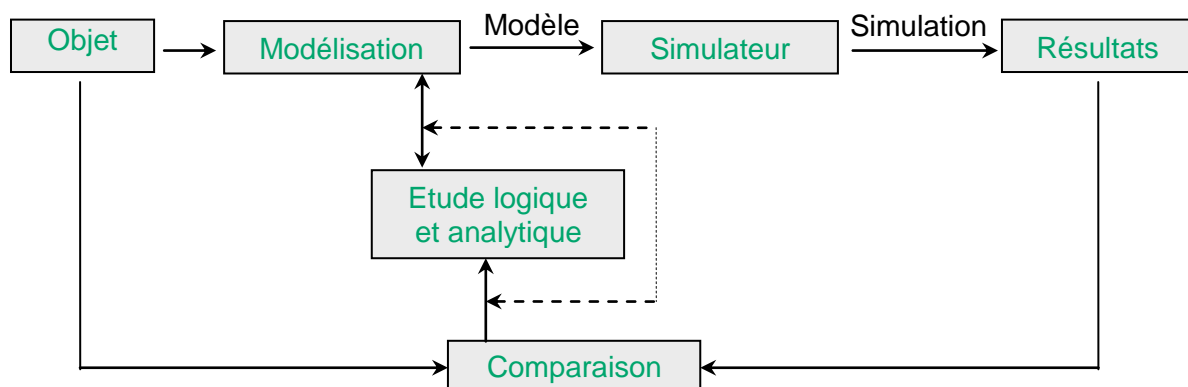 Objet
Modélisation
Modèle
Simulateur
Simulation
Résultats
Etude logique
et analytique
Comparaison